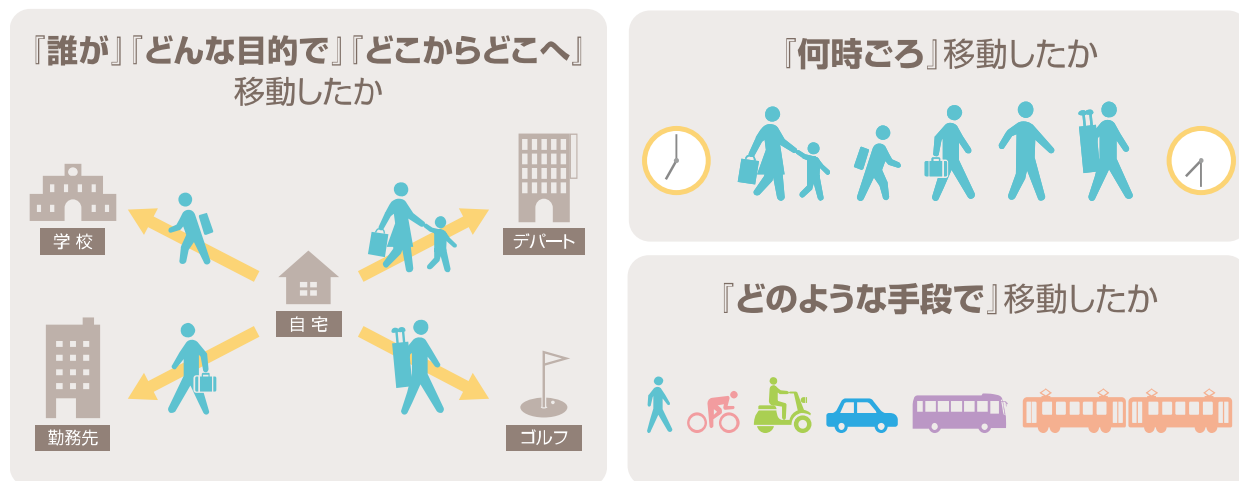 『誰が』『どんな目的で』『どこからどこへ』
移動したか
学校
デパート
自宅
勤務先
ゴルフ
『何時ごろ』移動したか
『どのような手段で』移動したか